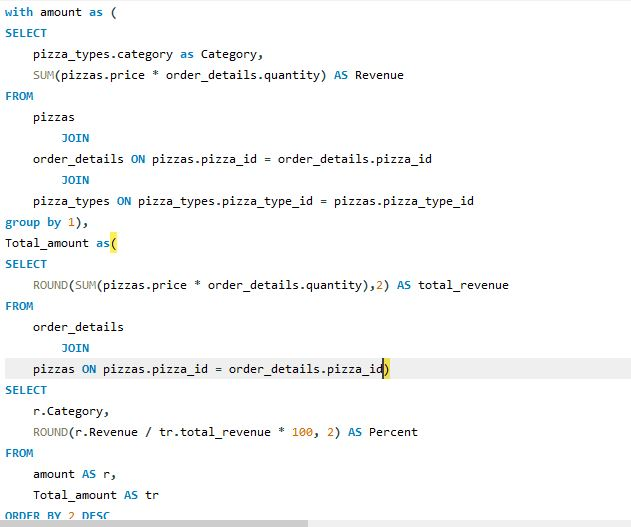 with amount as (
SELECT
pizza_types.category as Category,
SUM(pizzas.price * order_details.quantity) AS Revenue
FROM
pizzas
JOIN
order_details ON pizzas.pizza_id = order_details.pizza_id
JOIN
pizza_types ON pizza_types.pizza_type_id = pizzas.pizza_type_id
group by 1),
Total_amount as(
SELECT
ROUND(SUM(pizzas.price * order_details.quantity),2) AS total_revenue
FROM
order_details
JOIN
pizzas ON pizzas.pizza_id = order_details.pizza_id)
SELECT
r.Category,
ROUND(r.Revenue / tr.total_revenue * 100, 2) AS Percent
FROM
amount AS r,
Total_amount AS tr
ORDER BY 2 DESC